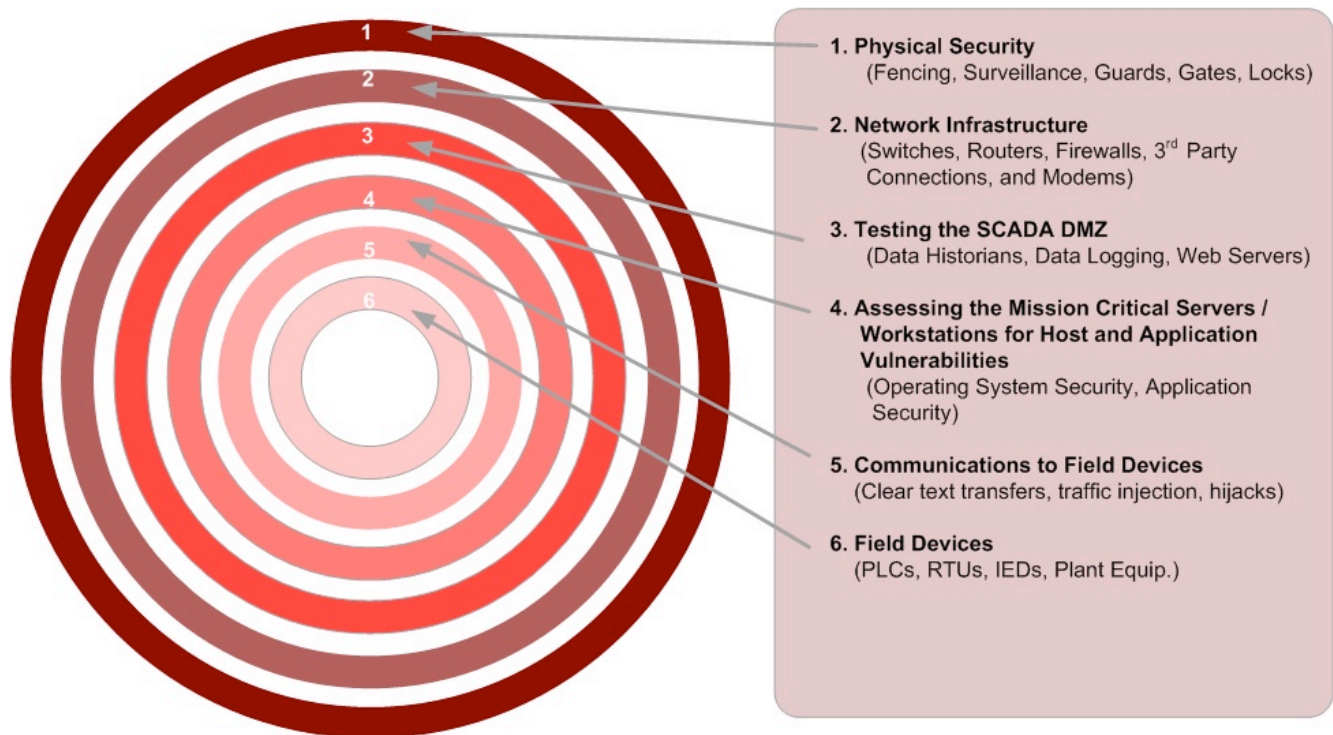 1
2
3
4
5
6
1. Physical Security
(Fencing, Surveillance, Guards, Gates, Locks)
2. Network Infrastructure
(Switches, Routers, Firewalls, 3rd Party
Connections, and Modems)
3. Testing the SCADA DMZ
(Data Historians, Data Logging, Web Servers)
4. Assessing the Mission Critical Servers /
Workstations for Host and Application
Vulnerabilities
(Operating System Security, Application
Security)
5. Communications to Field Devices
(Clear text transfers, traffic injection, hijacks)
6. Field Devices
(PLCs, RTUs, IEDs, Plant Equip.)